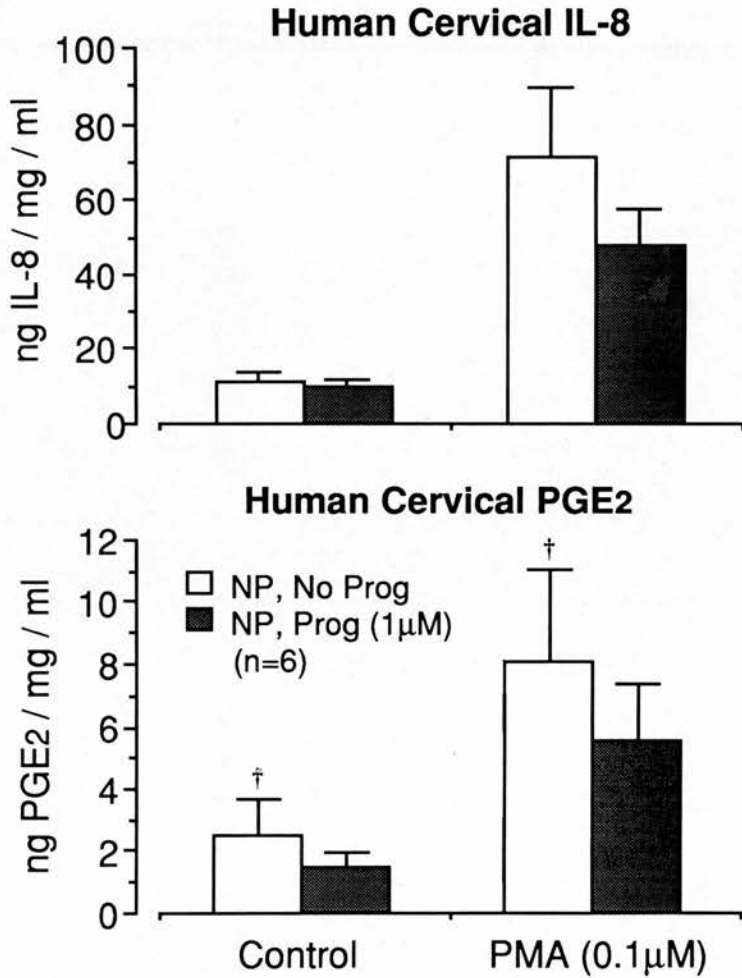 Human Cervical IL-8
100
80
60
40
20
0
ng IL-8 / mg / ml
Human Cervical PGE2
12
10
8
6
4
2
0
ng PGE2 / mg / ml
NP, No Prog
NP, Prog (1µM)
(n=6)
†
†
Control
PMA (0.1µM)